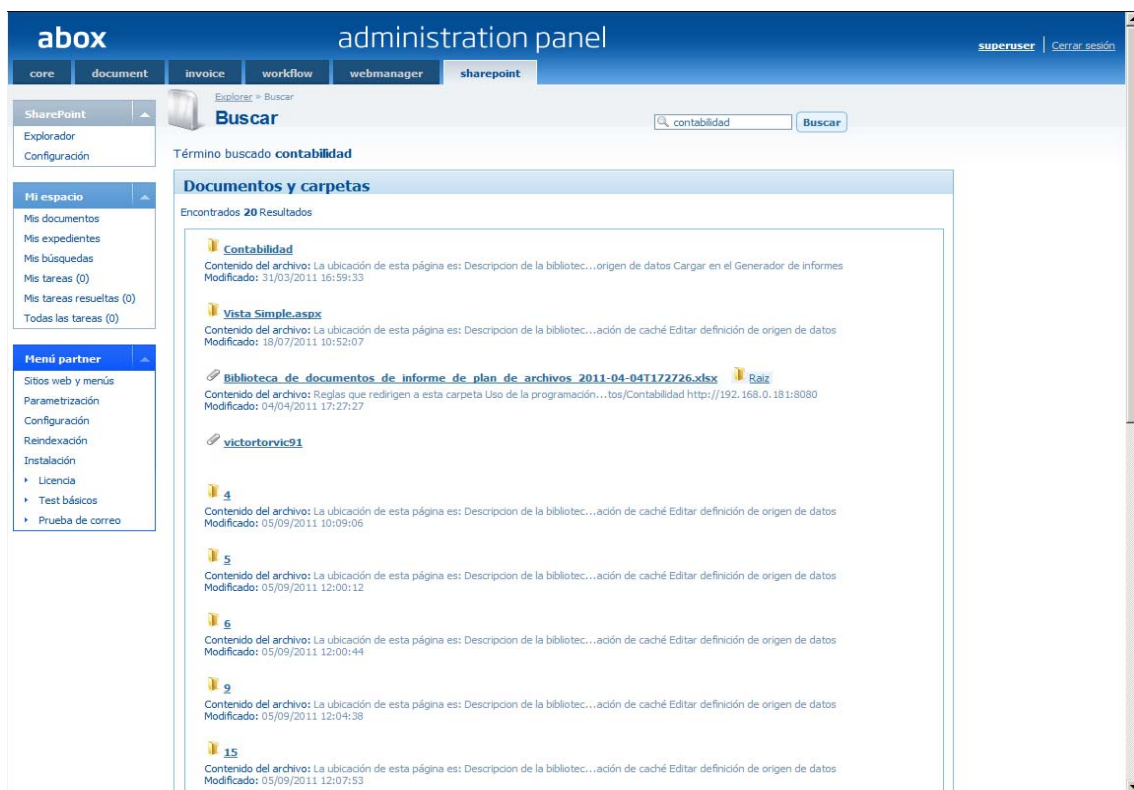 abox
administration panel
superuser | Cerrar sesión
core document invoice workflow webmanager sharepoint
SharePoint
Explorador
Configuración
Mi espacio
Mis documentos
Mis expedientes
Mis búsquedas
Mis tareas (0)
Mis tareas resueltas (0)
Todas las tareas (0)
Menú partner
Sitios web y menús
Parametrización
Configuración
Reindexación
Instalación
Licencia
Test básicos
Prueba de correo
Explorer » Buscar
Buscar
contabilidad Buscar
Término buscado contabilidad
Documentos y carpetas
Encontrados 20 Resultados
Contabilidad
Contenido del archivo: La ubicación de esta página es: Descripcion de la bibliotec...origen de datos Cargar en el Generador de informes
Modificado: 31/03/2011 16:59:33
Vista Simple.aspx
Contenido del archivo: La ubicación de esta página es: Descripcion de la bibliotec...ación de caché Editar definición de origen de datos
Modificado: 18/07/2011 10:52:07
Biblioteca_de_documentos_de_informe_de_plan_de_archivos_2011-04-04T172726.xlsx Raiz
Contenido del archivo: Reglas que redirigen a esta carpeta Uso de la programación...tos/Contabilidad http://192.168.0.181:8080
Modificado: 04/04/2011 17:27:27
victortorvic91
4
Contenido del archivo: La ubicación de esta página es: Descripcion de la bibliotec...ación de caché Editar definición de origen de datos
Modificado: 05/09/2011 10:09:06
5
Contenido del archivo: La ubicación de esta página es: Descripcion de la bibliotec...ación de caché Editar definición de origen de datos
Modificado: 05/09/2011 12:00:12
6
Contenido del archivo: La ubicación de esta página es: Descripcion de la bibliotec...ación de caché Editar definición de origen de datos
Modificado: 05/09/2011 12:00:44
9
Contenido del archivo: La ubicación de esta página es: Descripcion de la bibliotec...ación de caché Editar definición de origen de datos
Modificado: 05/09/2011 12:04:38
15
Contenido del archivo: La ubicación de esta página es: Descripcion de la bibliotec...ación de caché Editar definición de origen de datos
Modificado: 05/09/2011 12:07:53